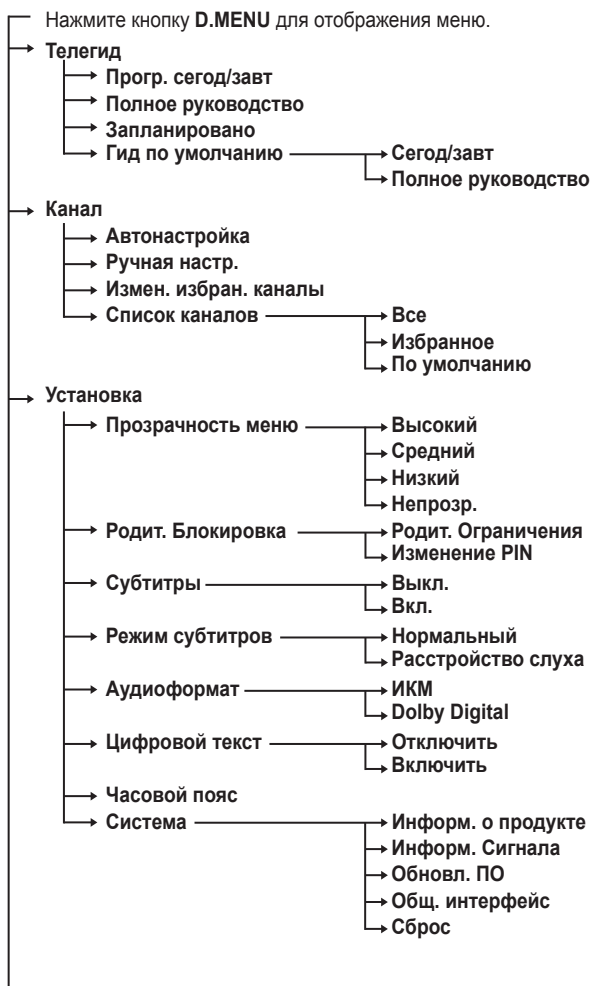 Нажмите кнопку D.MENU для отображения меню.
Телегид
Прогр. сегод/завт
Полное руководство
Запланировано
Гид по умолчанию
Сегод/завт
Полное руководство
Канал
Автонастройка
Ручная настр.
Измен. избран. каналы
Список каналов
Все
Избранное
По умолчанию
Установка
Прозрачность меню
Высокий
Средний
Низкий
Непрозр.
Родит. Блокировка
Родит. Ограничения
Изменение PIN
Субтитры
Выкл.
Вкл.
Режим субтитров
Нормальный
Расстройство слуха
Аудиоформат
ИКМ
Dolby Digital
Цифровой текст
Отключить
Включить
Часовой пояс
Система
Информ. о продукте
Информ. Сигнала
Обновл. ПО
Общ. интерфейс
Сброс